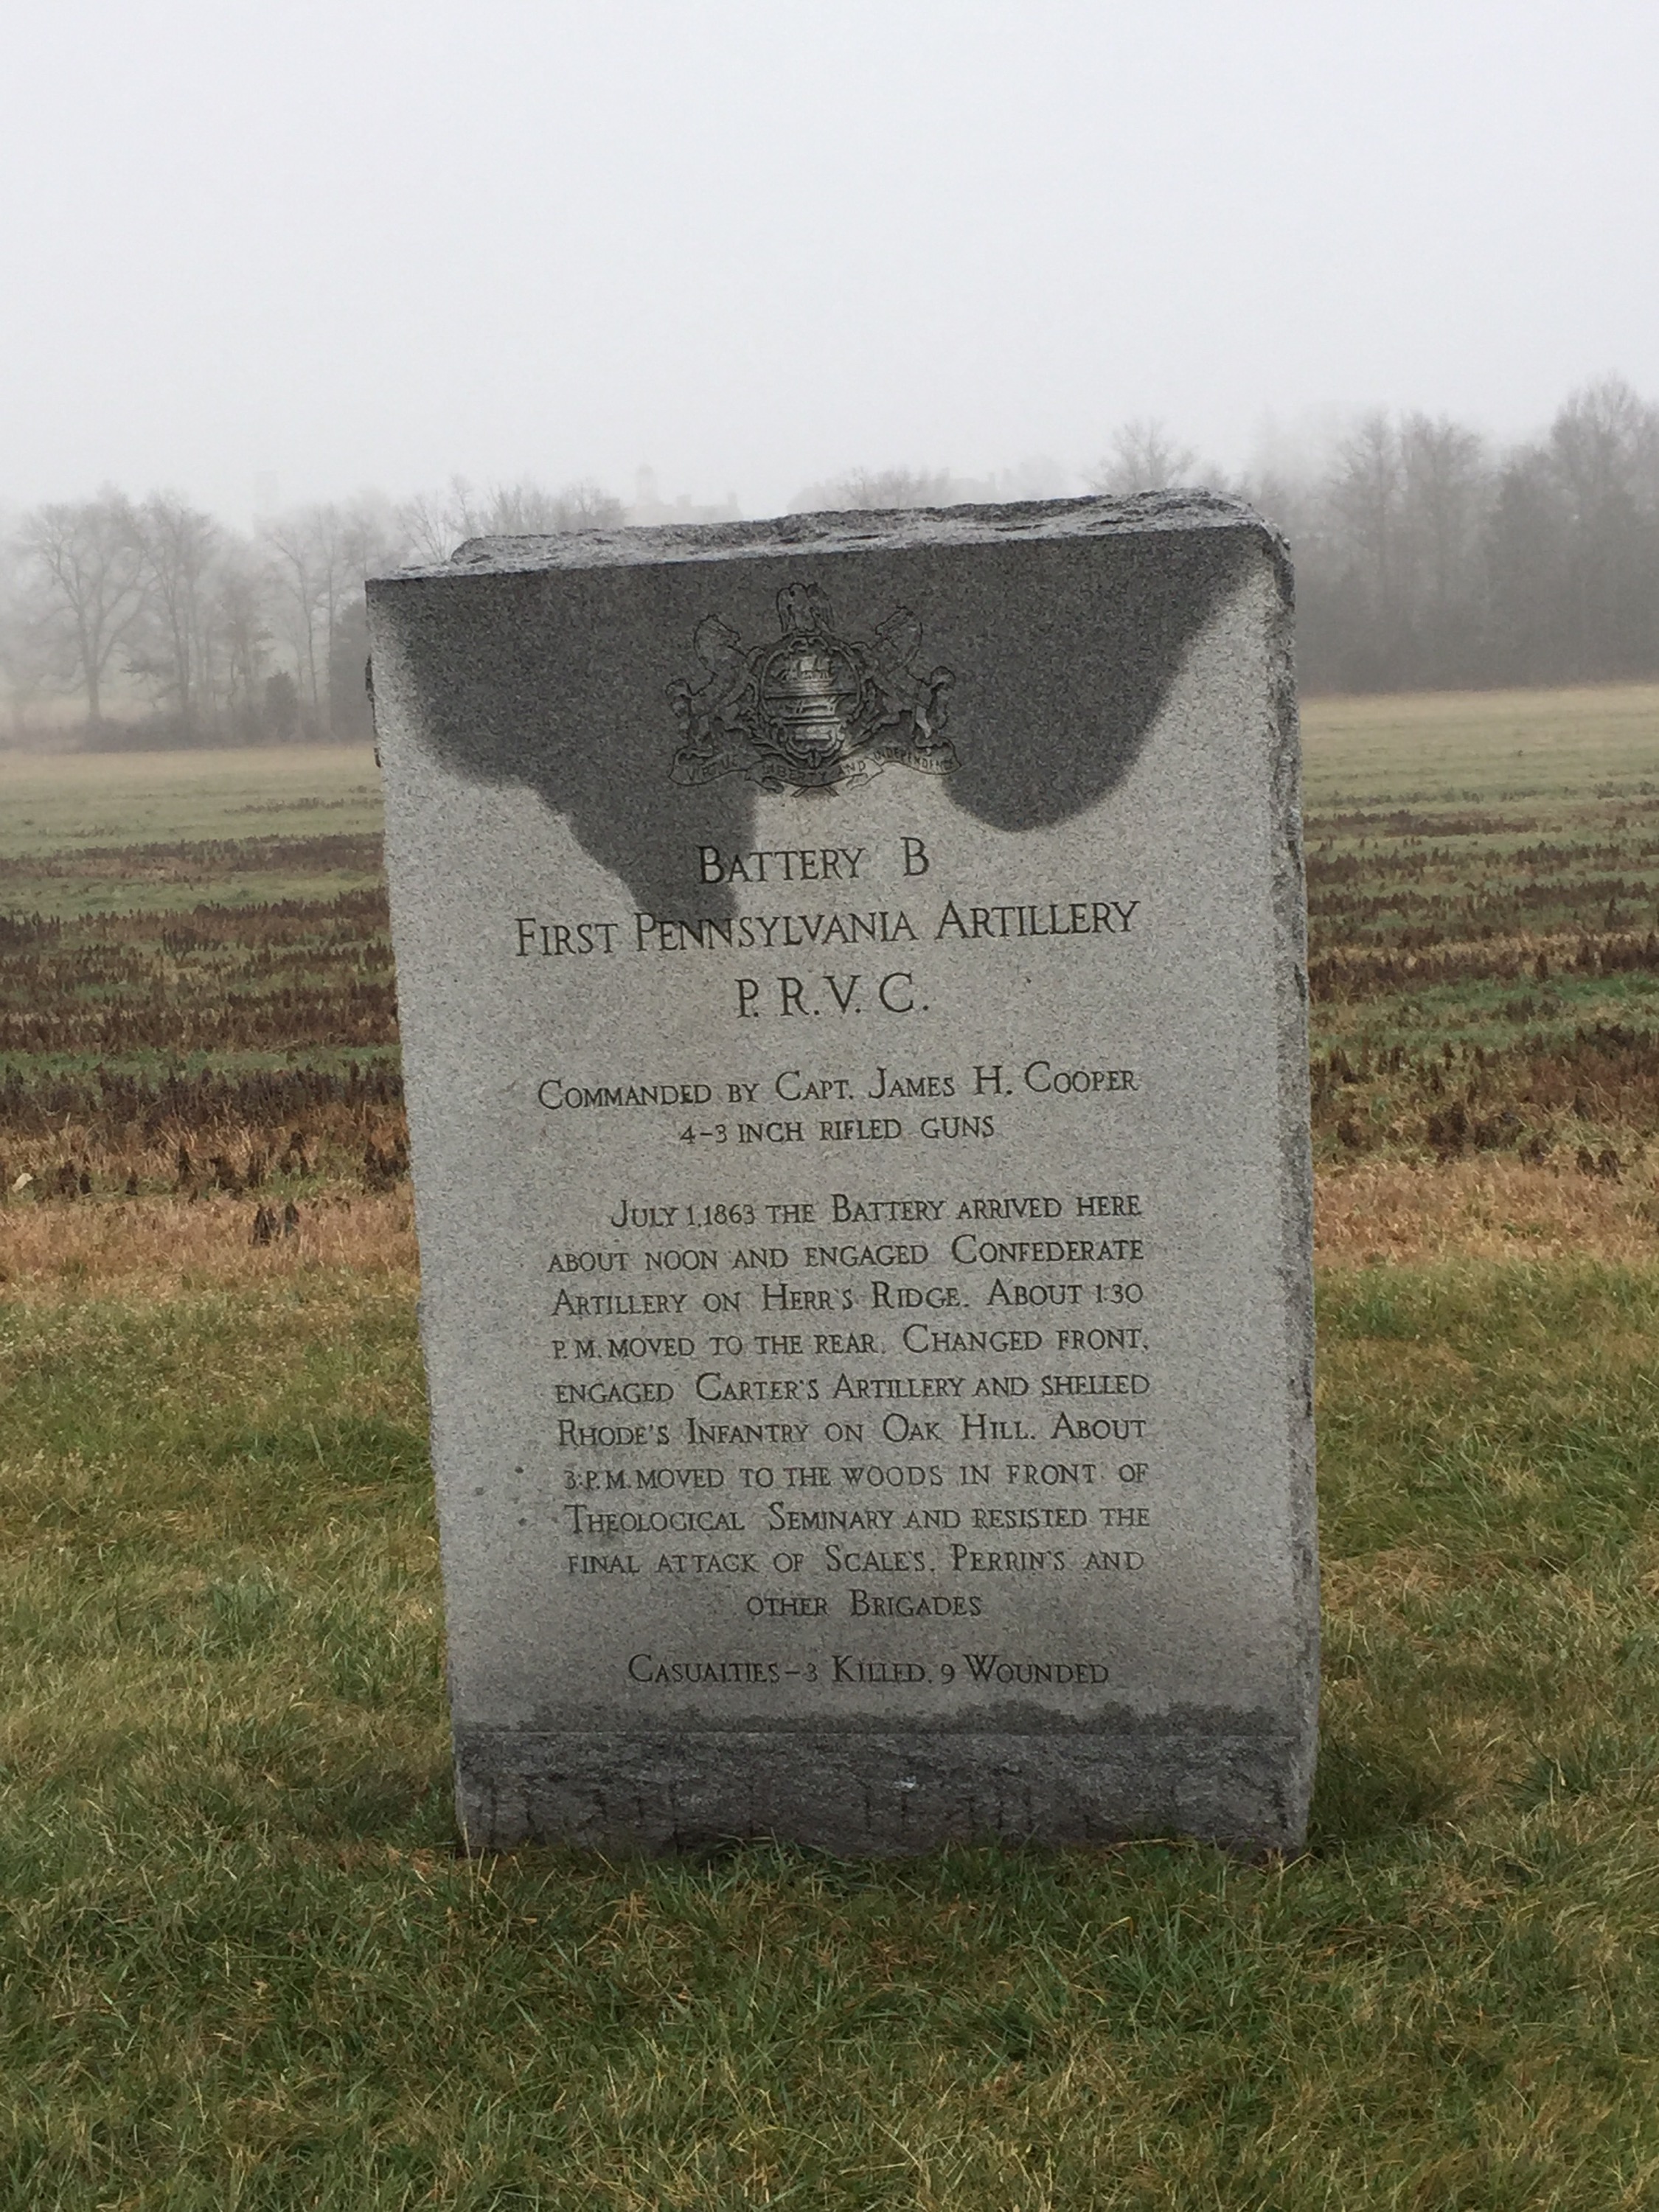 VIRTUE LIBERTY AND INDEPENDENCE
BATTERY B
FIRST PENNSYLVANIA ARTILLERY
P. R. V. C.
COMMANDED BY CAPT. JAMES H. COOPER
4-3 INCH RIFLED GUNS
JULY 1,1863 THE BATTERY ARRIVED HERE
ABOUT NOON AND ENGAGED CONFEDERATE
ARTILLERY ON HERR'S RIDGE. ABOUT 1:30
P. M. MOVED TO THE REAR. CHANGED FRONT,
ENGAGED CARTER'S ARTILLERY AND SHELLED
RHODE'S INFANTRY ON OAK HILL. ABOUT
3:P.M. MOVED TO THE WOODS IN FRONT OF
THEOLOGICAL SEMINARY AND RESISTED THE
FINAL ATTACK OF SCALE'S, PERRIN'S AND
OTHER BRIGADES
CASUALTIES-3 KILLED. 9 WOUNDED